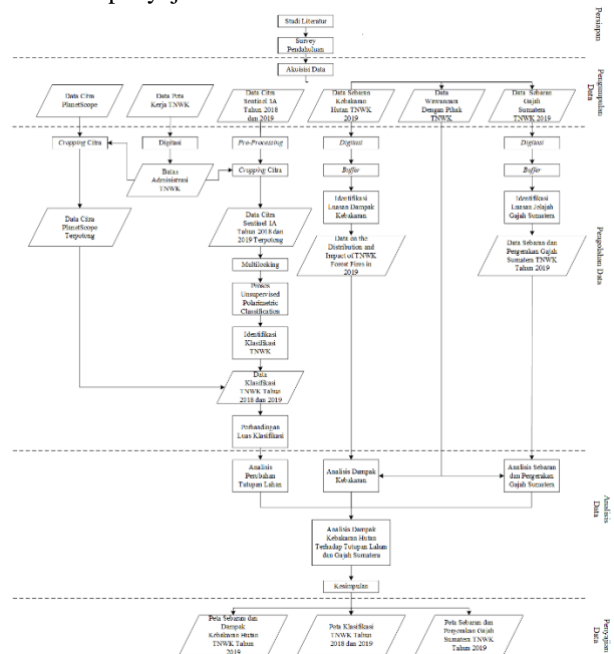 Studi Literatur
Survey
Pendahuluan
Persiapan
Akuisisi Data
Data Citra
PlanetScope
Data Peta
Kerja TNWK
Data Citra
Sentinel 1A
Tahun 2018
dan 2019
Data Sebaran
Kebakaran
Hutan TNWK
2019
Data
Wawancara
Dengan Pihak
TNWK
Data Sebaran
Gajah
Sumatera
TNWK 2019
Pengumpulan
Data
Cropping Citra
Digitasi
Pre-Processing
Digitasi
Digitasi
Batas
Administrasi
TNWK
Cropping Citra
Buffer
Buffer
Data Citra
PlanetScope
Terpotong
Data Citra
Sentinel 1A
Tahun 2018 dan
2019 Terpotong
Identifikasi
Luasan Dampak
Kebakaran
Identifikasi
Luasan Jelajah
Gajah Sumatera
Data on the
Distribution and
Impact of TNWK
Forest Fires in
2019
Data Sebaran dan
Pergerakan Gajah
Sumatera TNWK
Tahun 2019
Pengolahan Data
Multilooking
Proses
Unsupervised
Polarimetric
Classification
Identifikasi
Klasifikasi
TNWK
Data
Klasifikasi
TNWK Tahun
2018 dan 2019
Perbandingan
Luas Klasifikasi
Analisis
Perubahan
Tutupan Lahan
Analisis Dampak
Kebakaran
Analisis Sebaran
dan Pergerakan
Gajah Sumatera
Analisis
Data
Analisis Dampak
Kebakaran Hutan
Terhadap Tutupan Lahan
dan Gajah Sumatera
Kesimpulan
Peta Sebaran dan
Dampak
Kebakaran Hutan
TNWK Tahun
2019
Peta Klasifikasi
TNWK Tahun
2018 dan 2019
Peta Sebaran dan
Pergerakan Gajah
Sumatera TNWK
Tahun 2019
Penyajian
Data